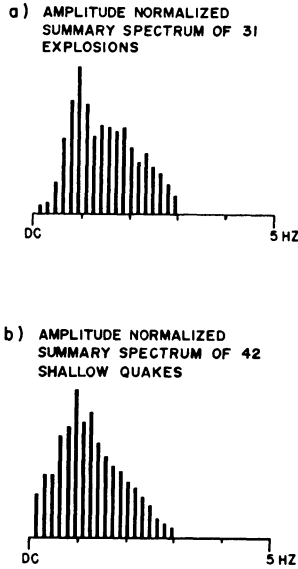 a) AMPLITUDE NORMALIZED
SUMMARY SPECTRUM OF 31
EXPLOSIONS
DC 5 HZ
b) AMPLITUDE NORMALIZED
SUMMARY SPECTRUM OF 42
SHALLOW QUAKES
DC 5 HZ